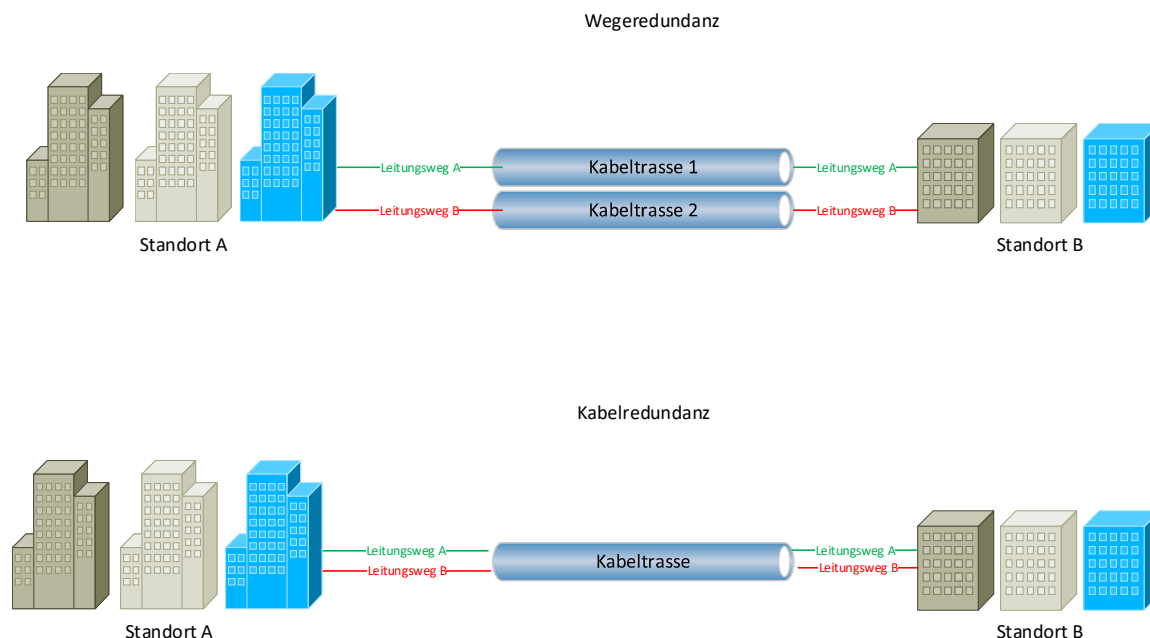 Wegeredundanz
Leitungsweg A
Kabeltrasse 1
Leitungsweg A
Leitungsweg B
Kabeltrasse 2
Leitungsweg B
Standort A
Standort B
Kabelredundanz
Leitungsweg A
Leitungsweg A
Kabeltrasse
Leitungsweg B
Leitungsweg B
Standort A
Standort B